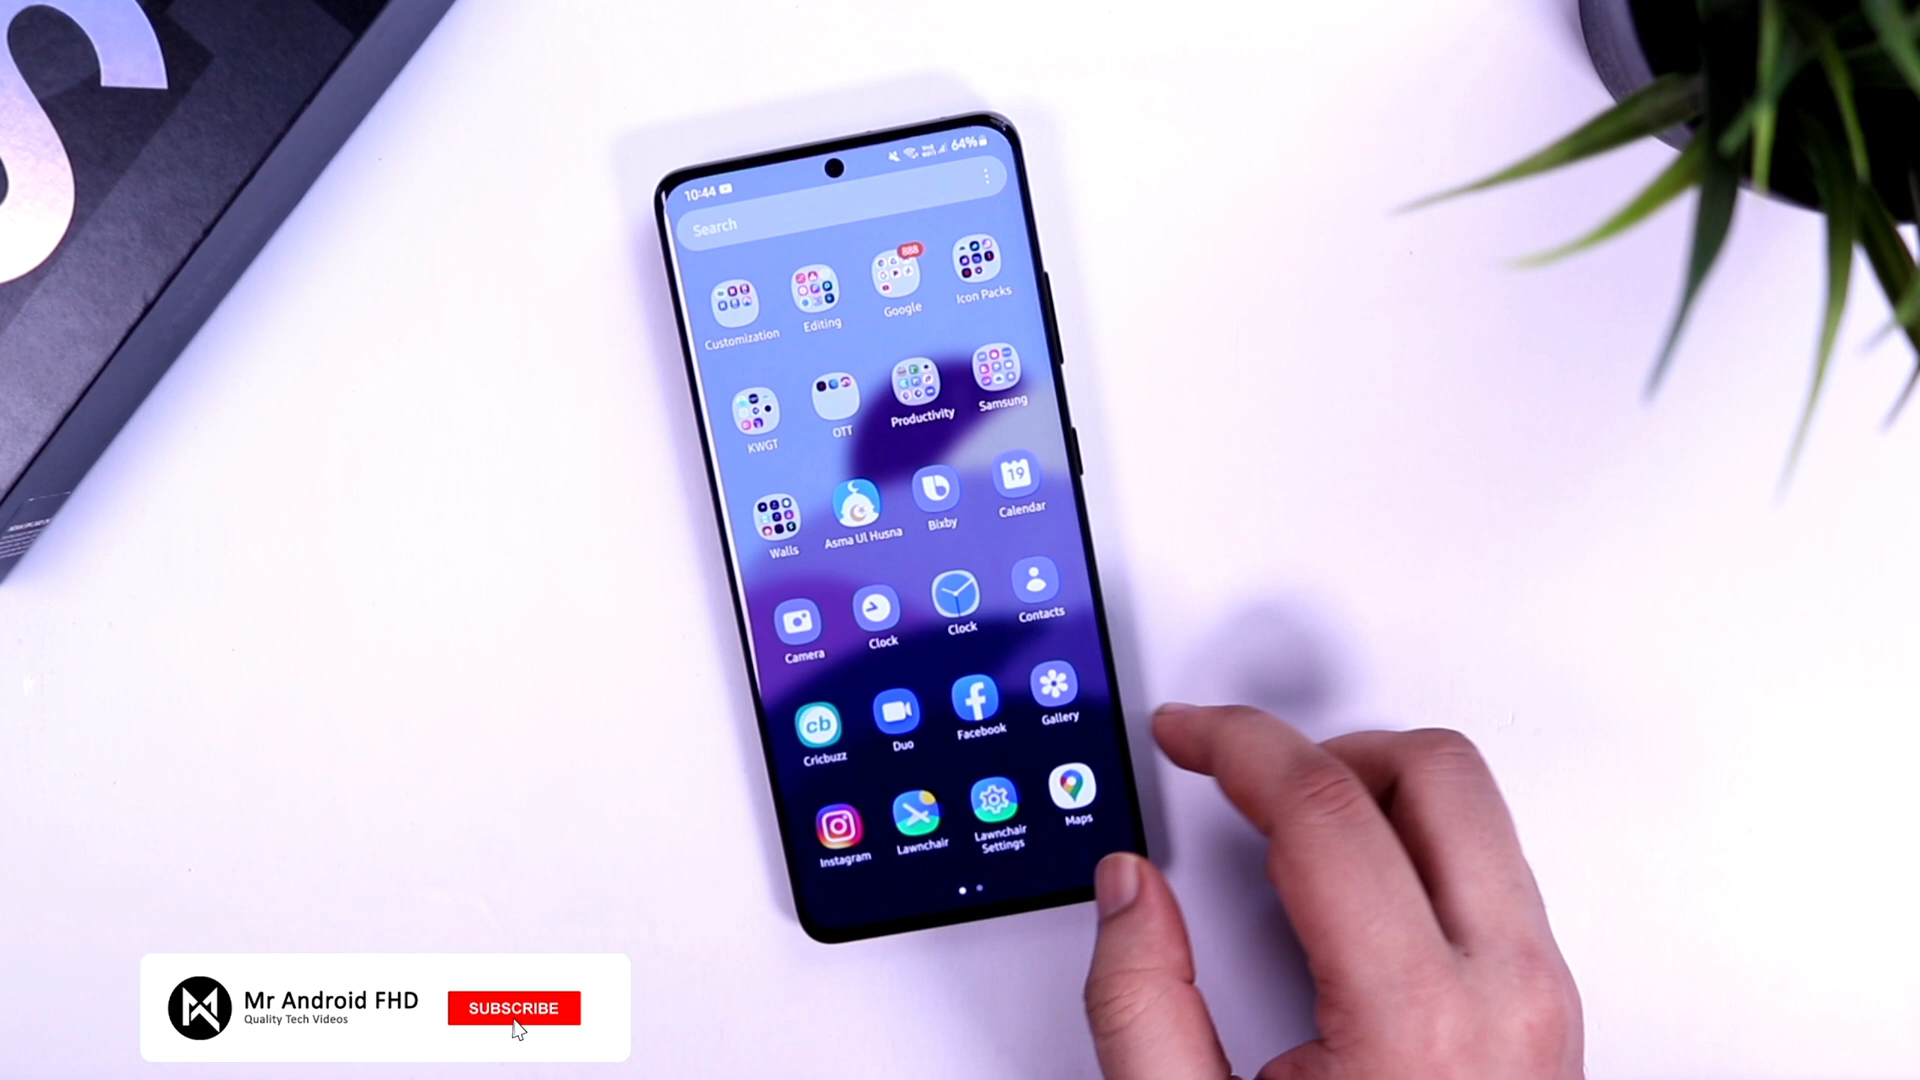 S
10:44
64%
Search
888
Customization
Editing
Google
Icon Packs
KWGT
OTT
Productivity
Samsung
Walls
Asma Ul Husna
Bixby
19
Calendar
Camera
Clock
Clock
Contacts
cb
Cricbuzz
Duo
Facebook
Gallery
Instagram
Lawnchair
Lawnchair
Settings
Maps
Mr Android FHD
Quality Tech Videos
SUBSCRIBE